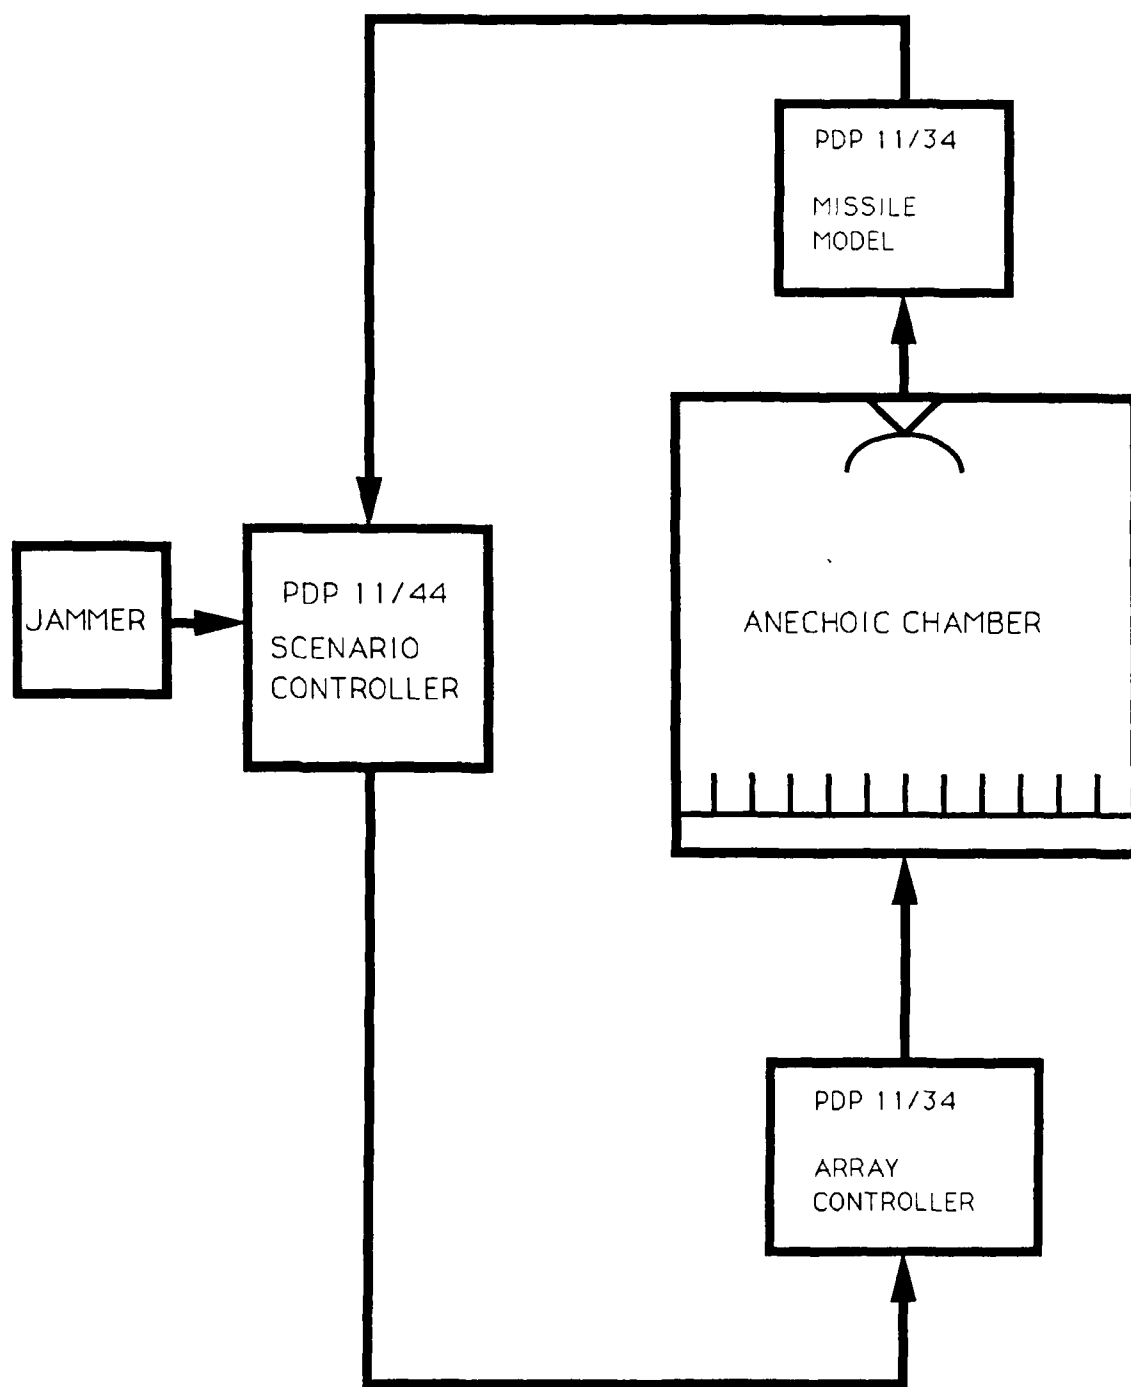 PDP 11/34
MISSILE
MODEL
JAMMER
PDP 11/44
SCENARIO
CONTROLLER
ANECHOIC CHAMBER
PDP 11/34
ARRAY
CONTROLLER